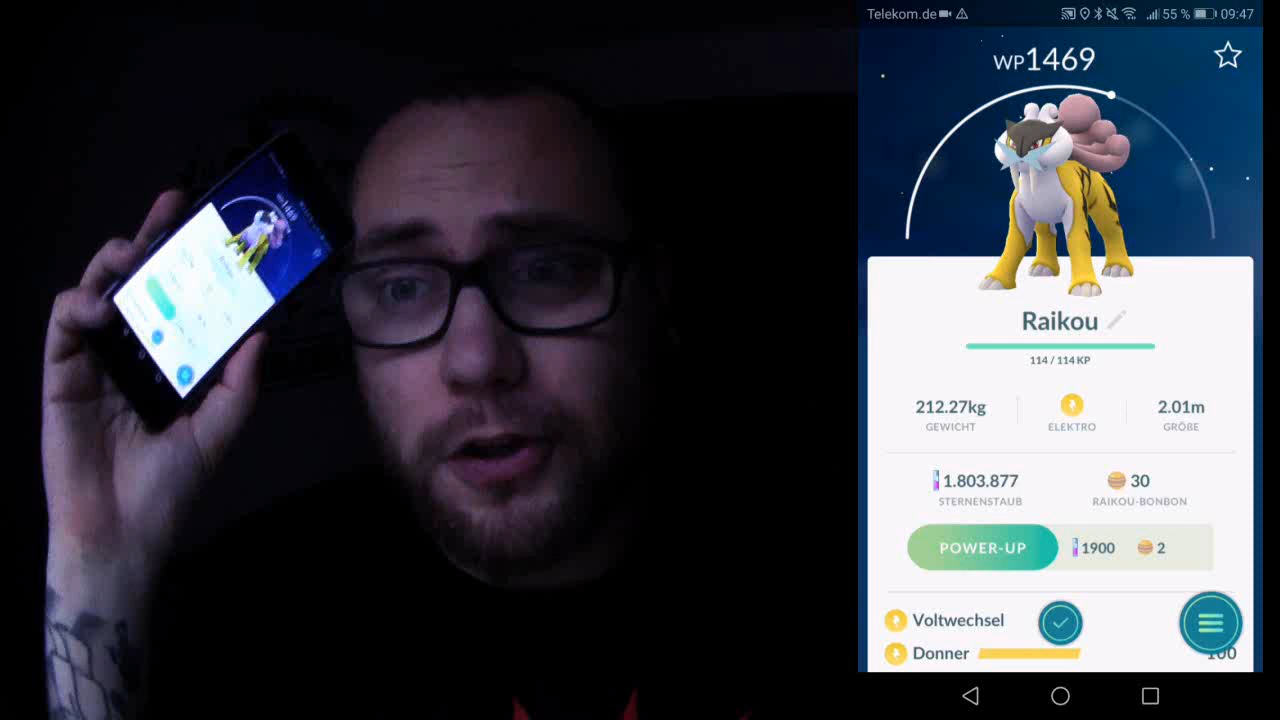 Telekom.de 55 % 09:47
WP1469
Raikou
114 / 114 KP
212.27kg 2.01m
GEWICHT ELEKTRO GRÖßE
1.803.877 30
STERNENSTAUB RAIKOU-BONBON
POWER-UP 1900 2
Voltwechsel
Donner 100
1469